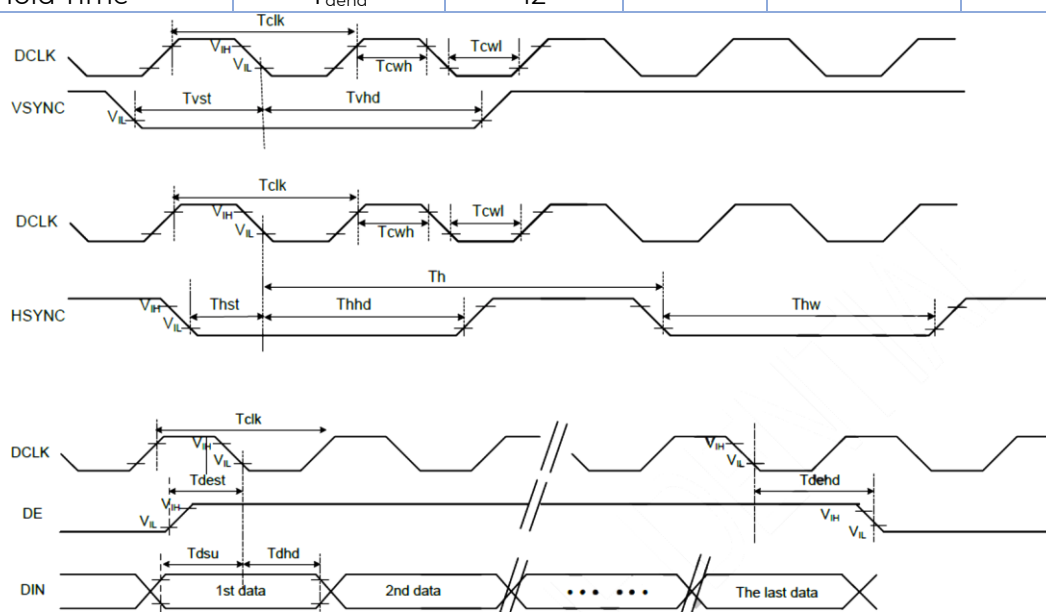 Hold Time Tdehd 12
Tclk
DCLK VIH VIL Tcwh Tcwl
VSYNC VIL Tvst Tvhd
Tclk
DCLK VIH VIL Tcwh Tcwl
Th
HSYNC VIH VIL Thst Thhd Thw
Tclk
DCLK VIH VIL VIH VIL
Tdest Tdehd
DE VIH VIL VIH VIL
Tdsu Tdhd
DIN 1st data 2nd data ••• ••• The last data